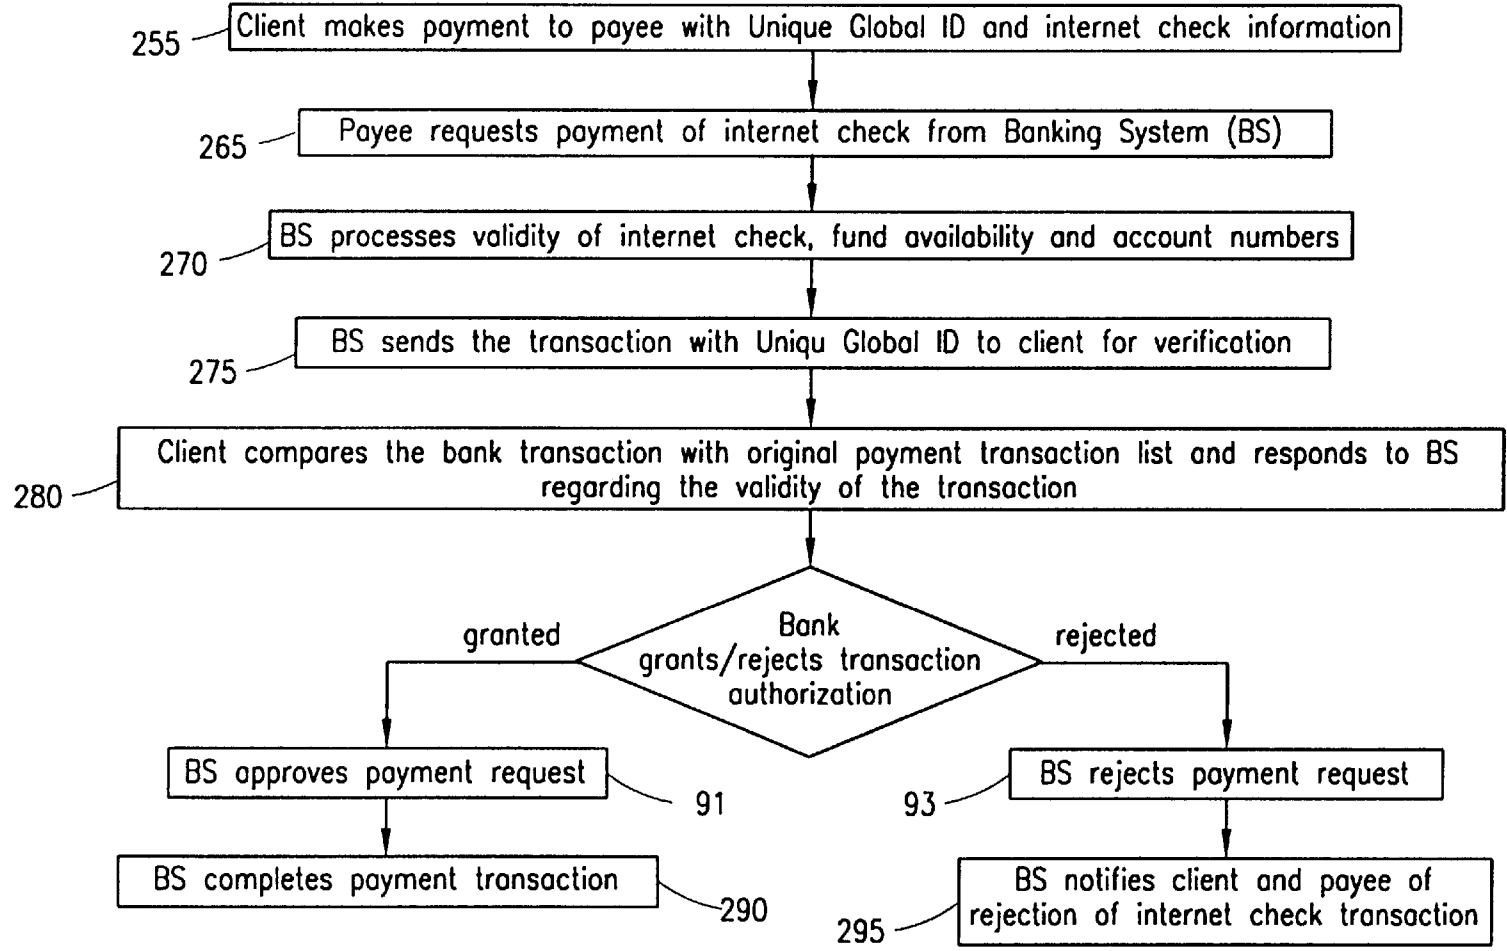 255
Client makes payment to payee with Unique Global ID and internet check information
265
Payee requests payment of internet check from Banking System (BS)
270
BS processes validity of internet check, fund availability and account numbers
275
BS sends the transaction with Uniqu Global ID to client for verification
280
Client compares the bank transaction with original payment transaction list and responds to BS
regarding the validity of the transaction
granted
Bank
grants/rejects transaction
authorization
rejected
BS approves payment request
91
93
BS rejects payment request
BS completes payment transaction
290
295
BS notifies client and payee of
rejection of internet check transaction